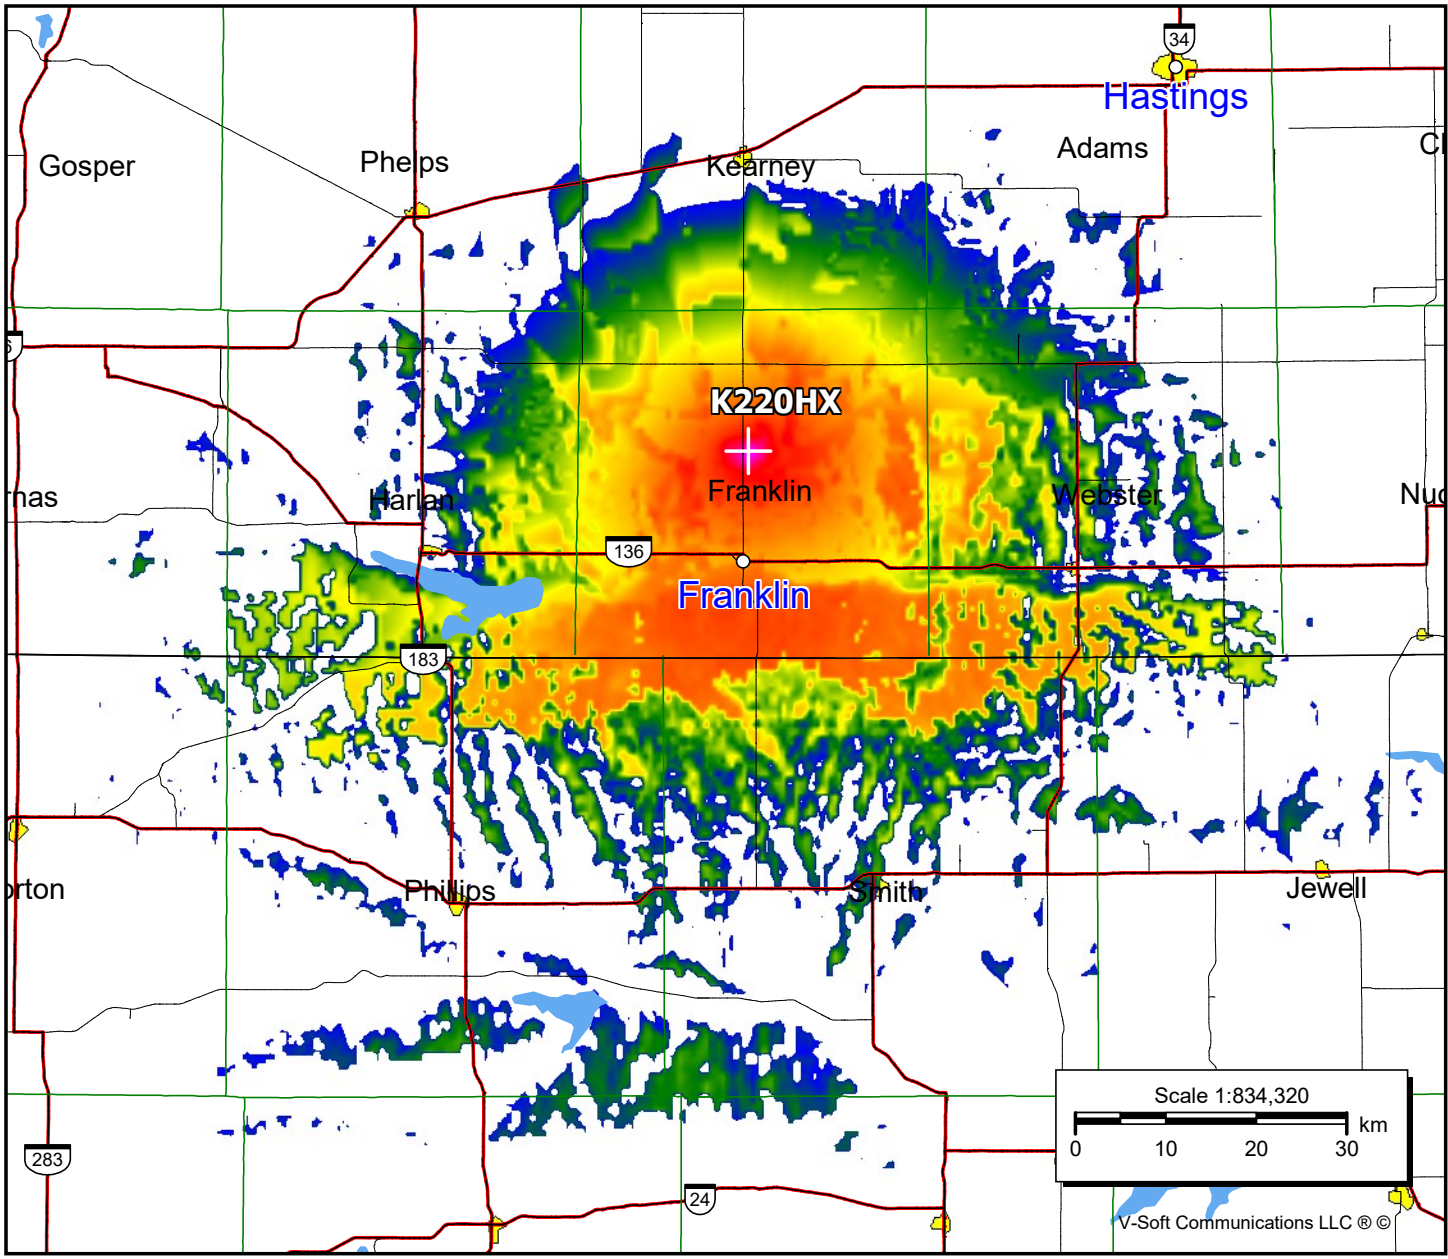 34
Hastings
Gosper
Phelps
Kearney
Adams
K220HX
Franklin
Harlan
Webster
136
Franklin
183
Phillips
Smith
Jewell
Scale 1:834,320
km
0 10 20 30
283
24
V-Soft Communications LLC ® ©